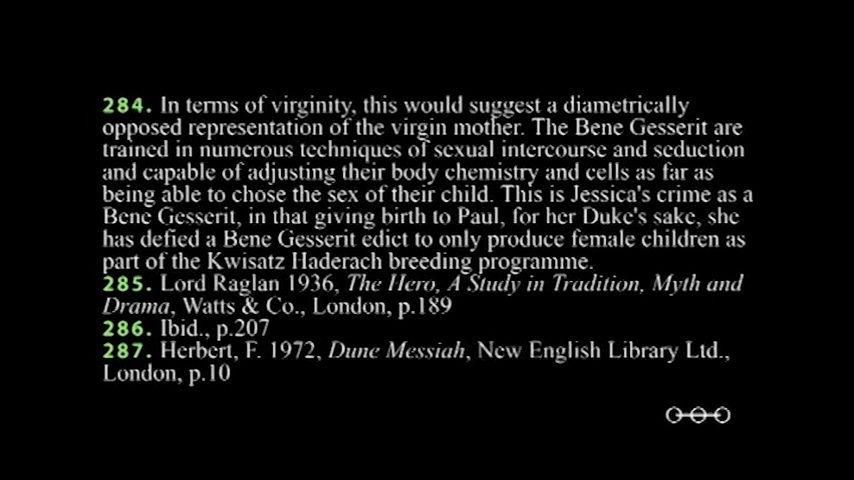 284. In terms of virginity, this would suggest a diametrically
opposed representation of the virgin mother. The Bene Gesserit are
trained in numerous techniques of sexual intercourse and seduction
and capable of adjusting their body chemistry and cells as far as
being able to chose the sex of their child. This is Jessica's crime as a
Bene Gesserit, in that giving birth to Paul, for her Duke's sake, she
has defied a Bene Gesserit edict to only produce female children as
part of the Kwisatz Haderach breeding programme.
285. Lord Raglan 1936, The Hero, A Study in Tradition, Myth and
Drama, Watts & Co., London, p.189
286. Ibid., p.207
287. Herbert, F. 1972, Dune Messiah, New English Library Ltd.,
London, p.10